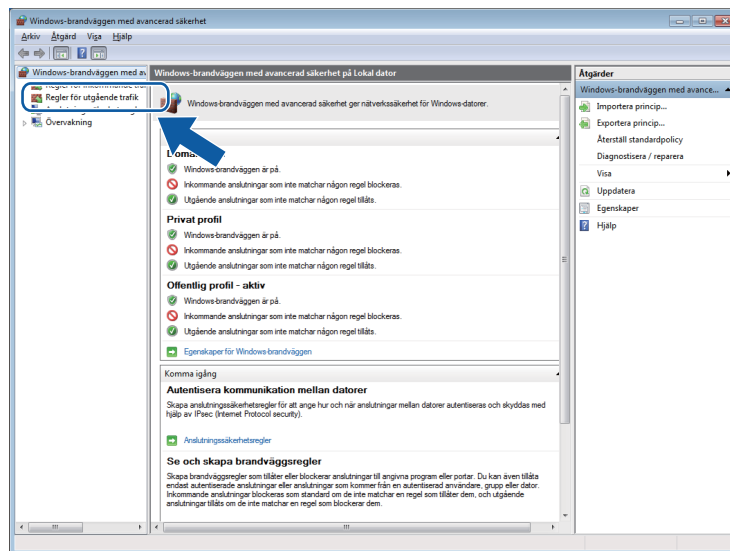 Windows-brandväggen med avancerad säkerhet
Arkiv Åtgärd Visa Hjälp
Windows-brandväggen med av
Regler för utgående trafik
Övervakning
Windows-brandväggen med avancerad säkerhet på Lokal dator
Windows-brandväggen med avancerad säkerhet ger nätverkssäkerhet för Windows-datorer.
Windows-brandväggen är på.
Inkommande anslutningar som inte matchar någon regel blockeras.
Utgående anslutningar som inte matchar någon regel tillåts.
Privat profil
Windows-brandväggen är på.
Inkommande anslutningar som inte matchar någon regel blockeras.
Utgående anslutningar som inte matchar någon regel tillåts.
Offentlig profil - aktiv
Windows-brandväggen är på.
Inkommande anslutningar som inte matchar någon regel blockeras.
Utgående anslutningar som inte matchar någon regel tillåts.
Egenskaper för Windows-brandväggen
Komma igång
Autentisera kommunikation mellan datorer
Skapa anslutningssäkerhetsregler för att ange hur och när anslutningar mellan datorer autentiseras och skyddas med
hjälp av IPsec (Internet Protocol security).
Anslutningssäkerhetsregler
Se och skapa brandväggsregler
Skapa brandväggsregler som tillåter eller blockerar anslutningar till angivna program eller portar. Du kan även tillåta
endast autentiserade anslutningar eller anslutningar som kommer från en autentiserad användare, grupp eller dator.
Inkommande anslutningar blockeras som standard om de inte matchar en regel som tillåter dem, och utgående
anslutningar tillåts om de inte matchar en regel som blockerar dem.
Åtgärder
Windows-brandväggen med avance...
Importera princip...
Exportera princip...
Återställ standardpolicy
Diagnostisera / reparera
Visa
Uppdatera
Egenskaper
Hjälp